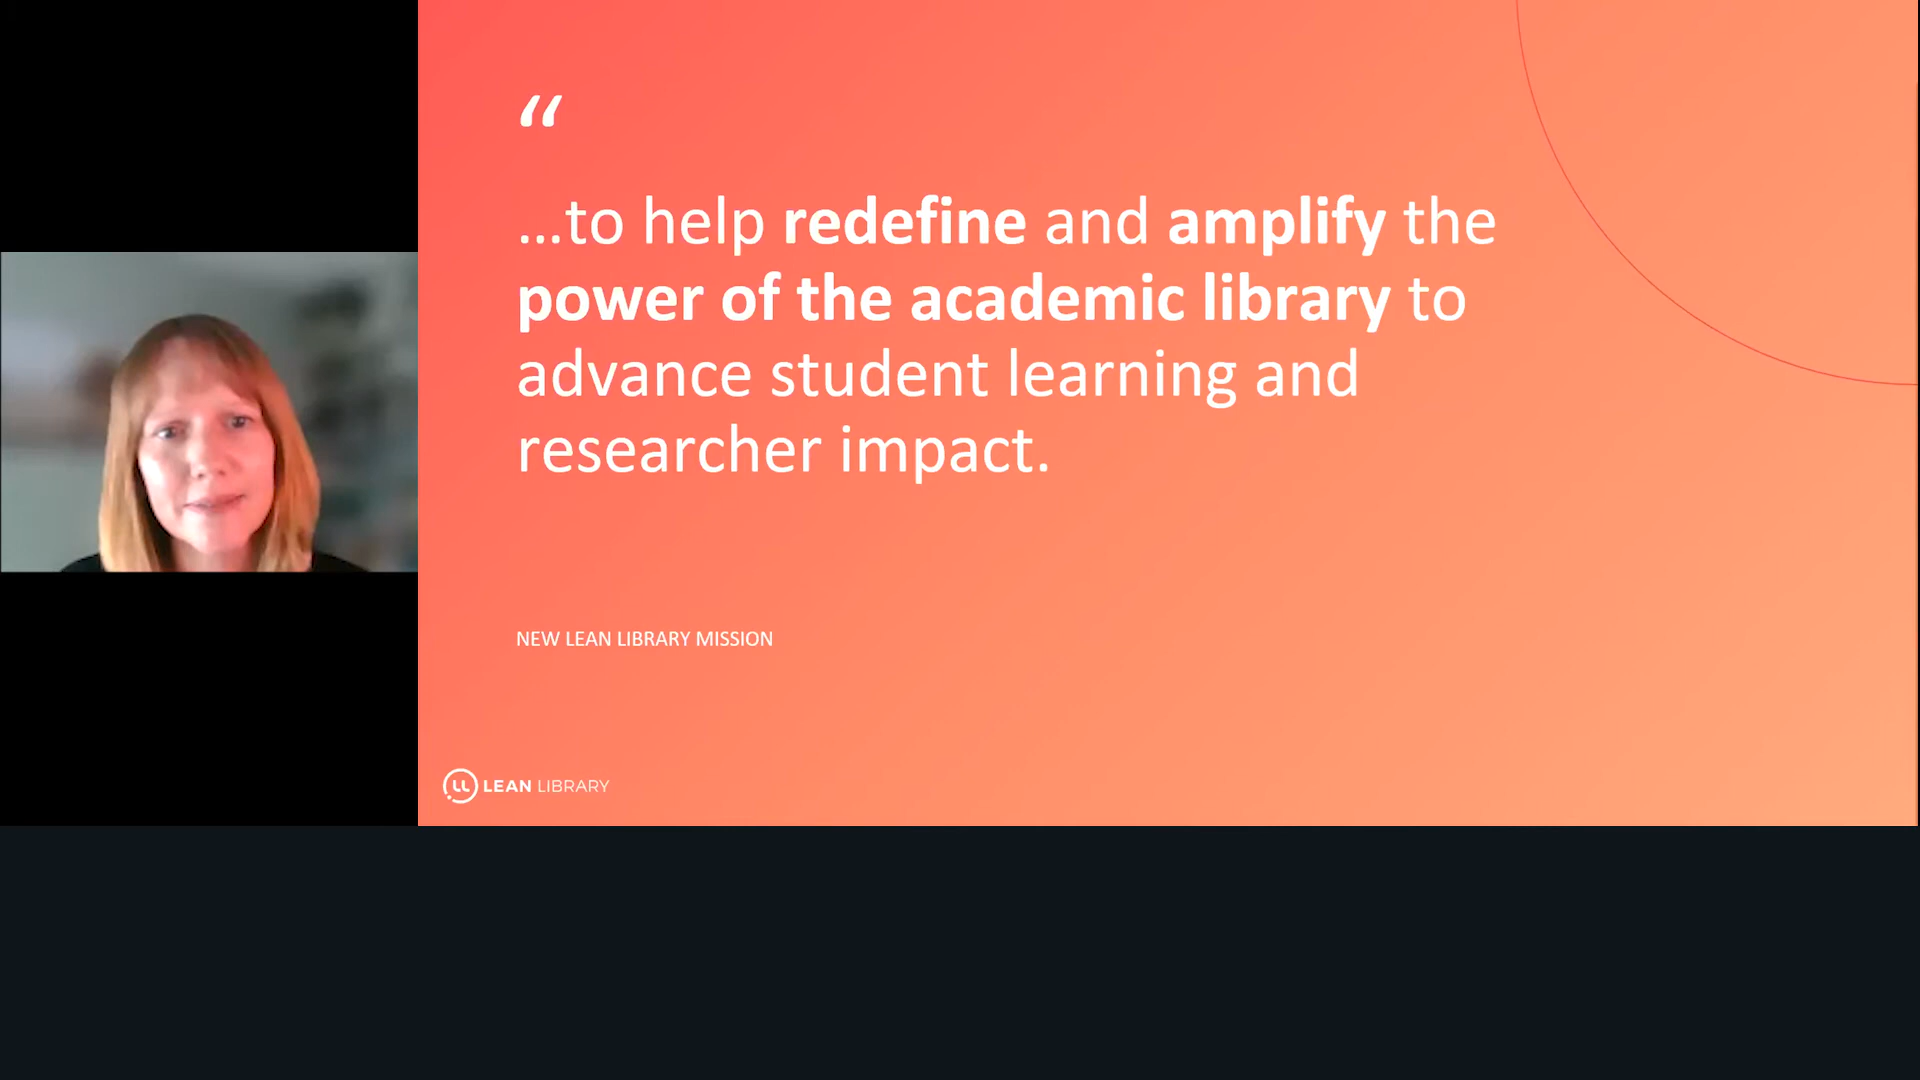 “
...to help redefine and amplify the
power of the academic library to
advance student learning and
researcher impact.
NEW LEAN LIBRARY MISSION
LL LEAN LIBRARY